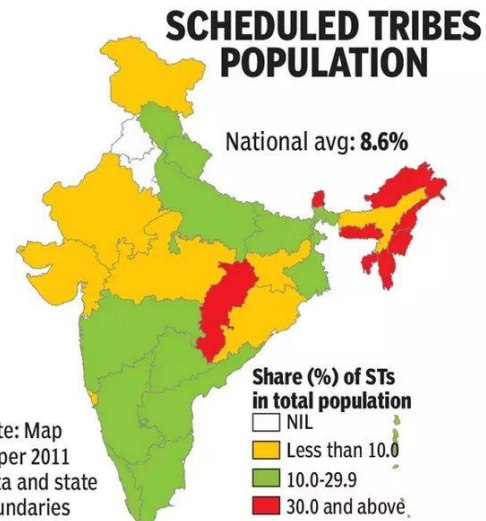 SCHEDULED TRIBES
POPULATION
National avg: 8.6%
Share (%) of STs
in total population
NIL
Less than 10.0
10.0-29.9
30.0 and above
te: Map
per 2011
ta and state
undaries